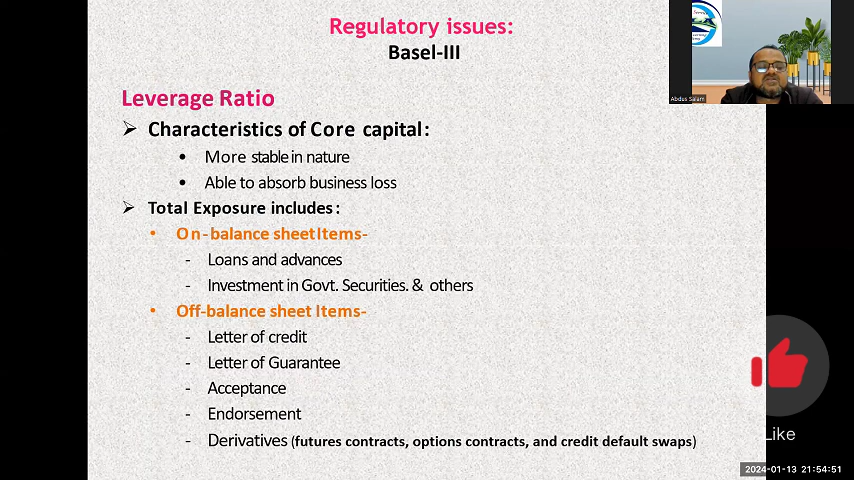 Regulatory issues:
Basel-III
Leverage Ratio
➢ Characteristics of Core capital:
• More stable in nature
• Able to absorb business loss
➢ Total Exposure includes:
• On-balance sheet Items-
- Loans and advances
- Investment in Govt. Securities. & others
• Off-balance sheet Items-
- Letter of credit
- Letter of Guarantee
- Acceptance
- Endorsement
- Derivatives (futures contracts, options contracts, and credit default swaps)
Abdus Salam
Like
2024-01-13 21:54:51